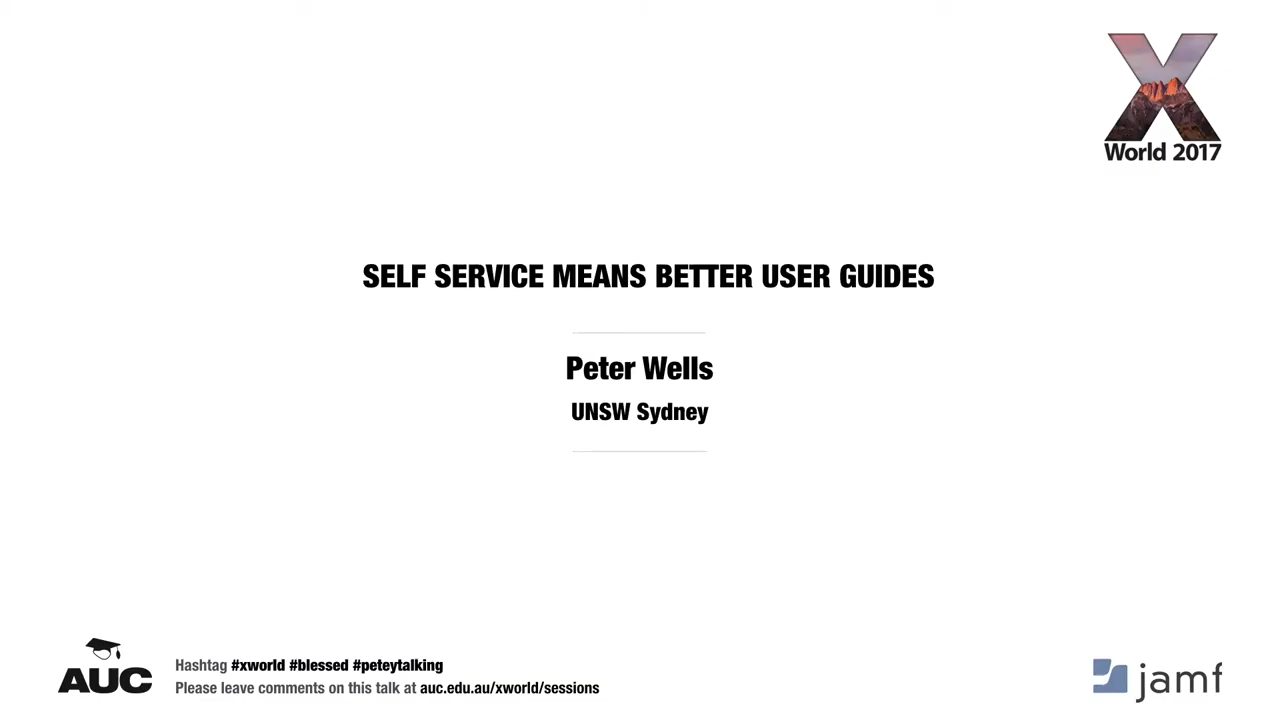 X
World 2017
SELF SERVICE MEANS BETTER USER GUIDES
Peter Wells
UNSW Sydney
AUC
Hashtag #xworld #blessed #peteytalking
Please leave comments on this talk at auc.edu.au/xworld/sessions
jamf